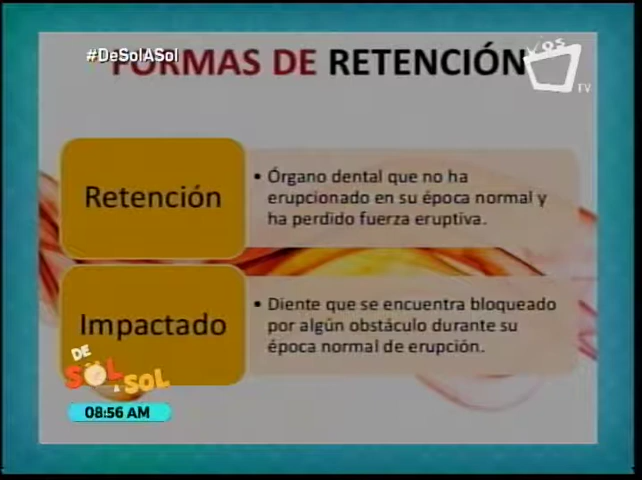 #DeSolASol
FORMAS DE RETENCIÓN
OS
TV
Retención
• Órgano dental que no ha
erupcionado en su época normal y
ha perdido fuerza eruptiva.
Impactado
• Diente que se encuentra bloqueado
por algún obstáculo durante su
época normal de erupción.
DE
SOL
A SOL
08:56 AM